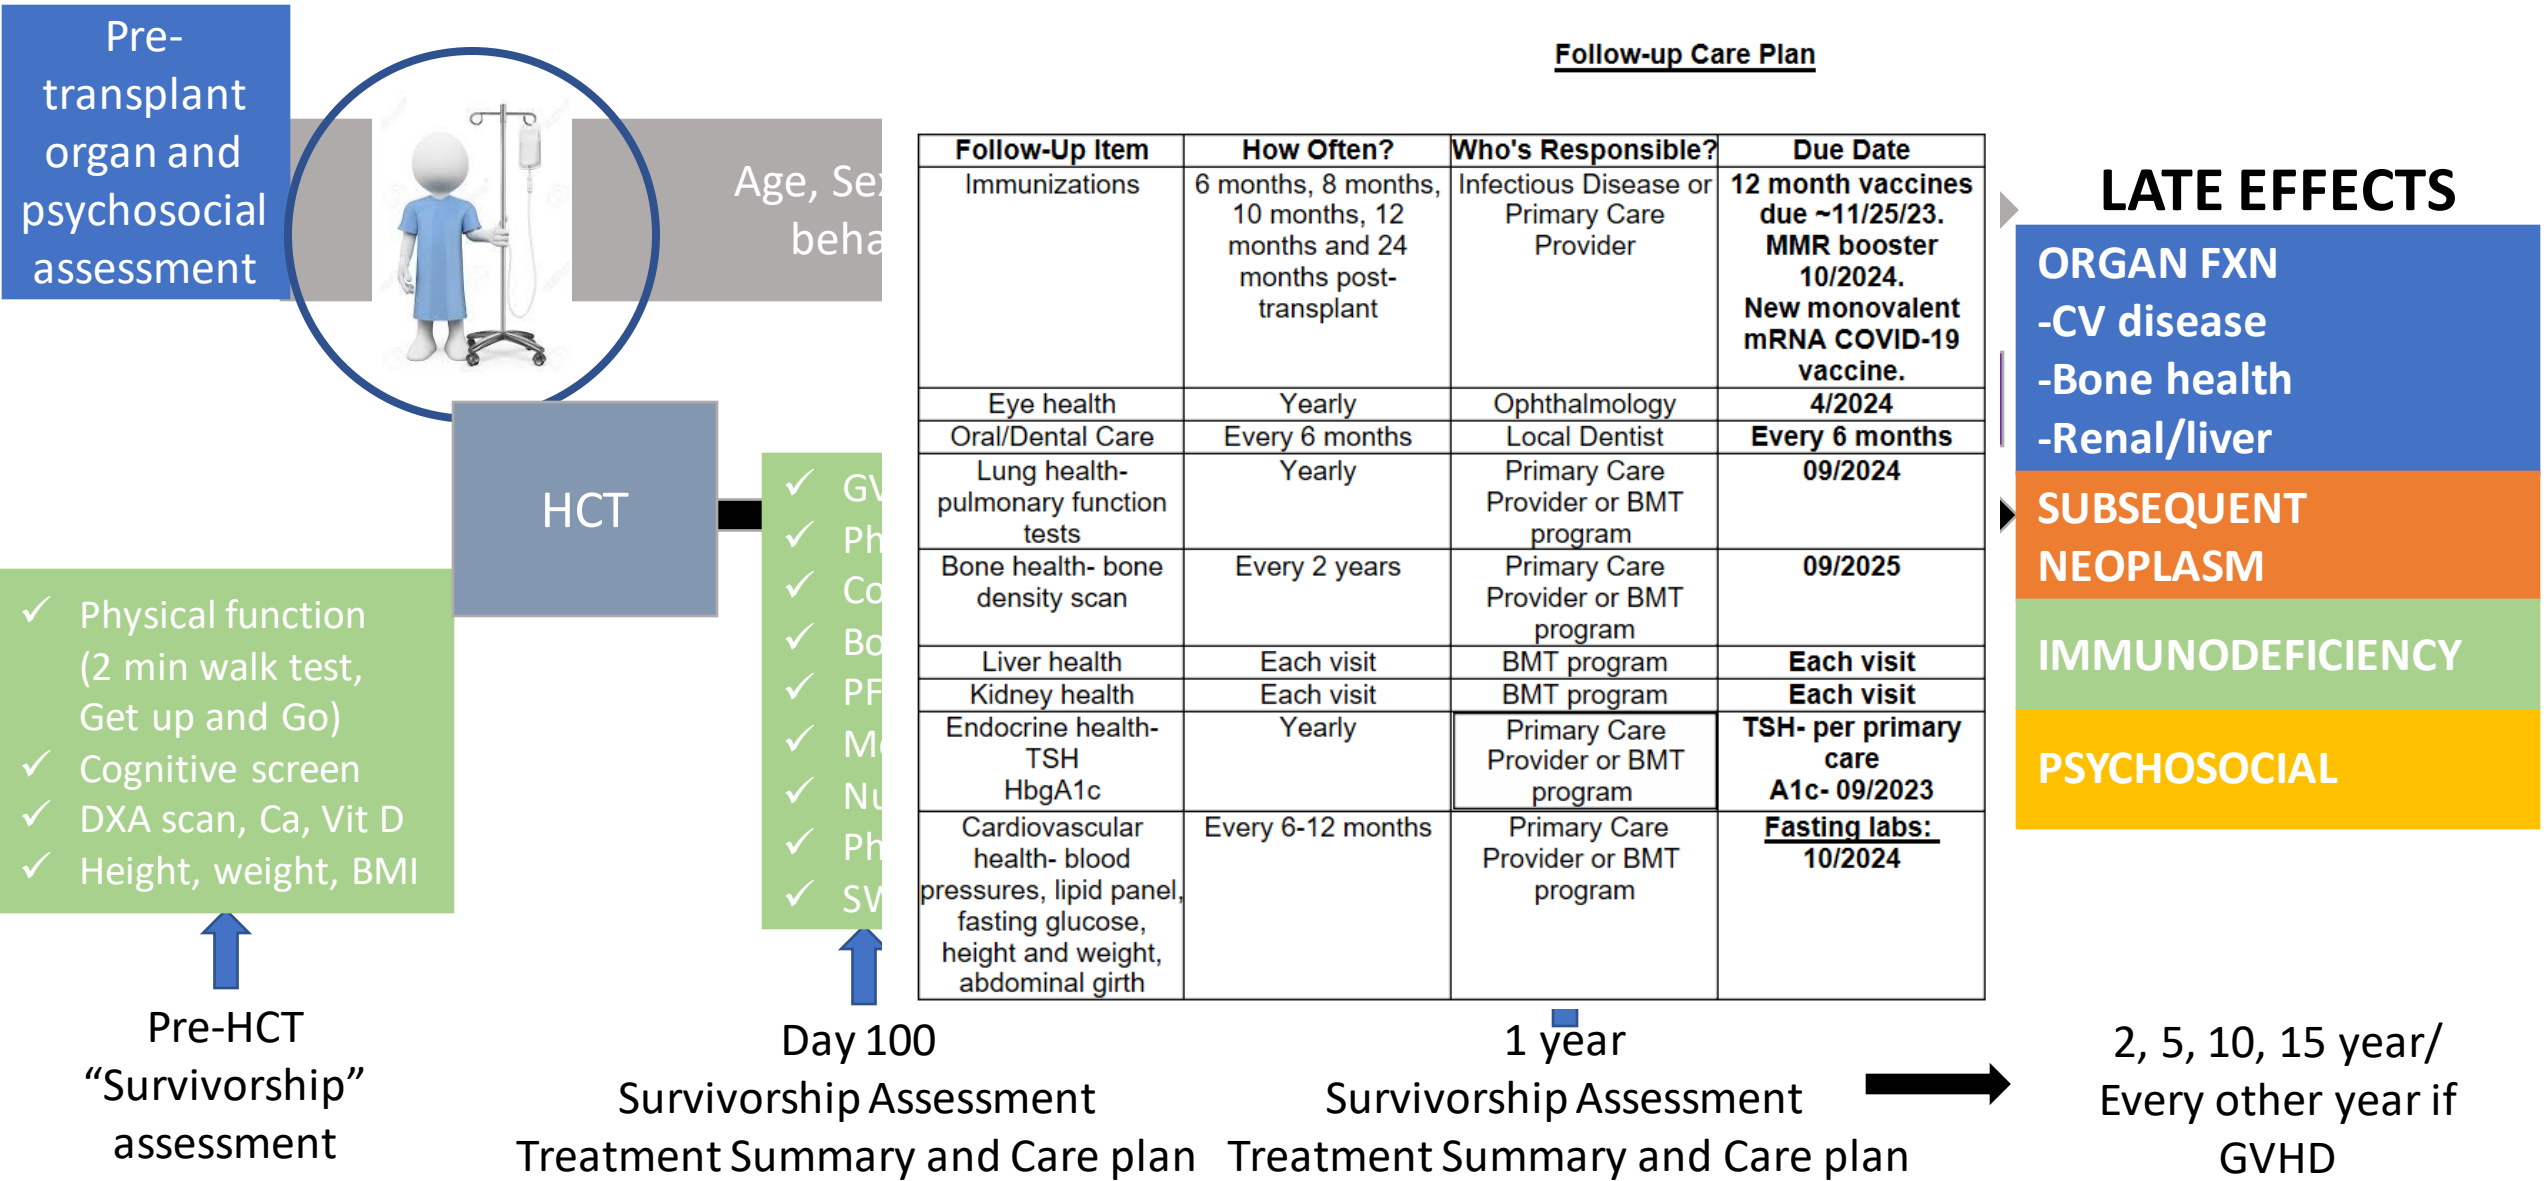 Pre-
transplant
organ and
psychosocial
assessment
Age,
HCT
✓ Physical function
(2 min walk test,
Get up and Go)
✓ Cognitive screen
✓ DXA scan, Ca, Vit D
✓ Height, weight, BMI
Pre-HCT
“Survivorship”
assessment
Day 100
Survivorship Assessment
Treatment Summary and Care plan
Follow-up Care Plan
Follow-Up Item How Often? Who's Responsible? Due Date
Immunizations
6 months, 8 months,
10 months, 12
months and 24
months post-
transplant
Infectious Disease or
Primary Care
Provider
12 month vaccines
due ~11/25/23.
MMR booster
10/2024.
New monovalent
mRNA COVID-19
vaccine.
Eye health Yearly Ophthalmology 4/2024
Oral/Dental Care Every 6 months Local Dentist Every 6 months
Lung health-
pulmonary function
tests
Yearly
Primary Care
Provider or BMT
program
09/2024
Bone health- bone
density scan
Every 2 years
Primary Care
Provider or BMT
program
09/2025
Liver health Each visit BMT program Each visit
Kidney health Each visit BMT program Each visit
Endocrine health-
TSH
HbgA1c
Yearly
Primary Care
Provider or BMT
program
TSH- per primary
care
A1c- 09/2023
Cardiovascular
health- blood
pressures, lipid panel,
fasting glucose,
height and weight,
abdominal girth
Every 6-12 months
Primary Care
Provider or BMT
program
Fasting labs:
10/2024
1 year
Survivorship Assessment
Treatment Summary and Care plan
LATE EFFECTS
ORGAN FXN
-CV disease
-Bone health
-Renal/liver
SUBSEQUENT
NEOPLASM
IMMUNODEFICIENCY
PSYCHOSOCIAL
2, 5, 10, 15 year/
Every other year if
GVHD